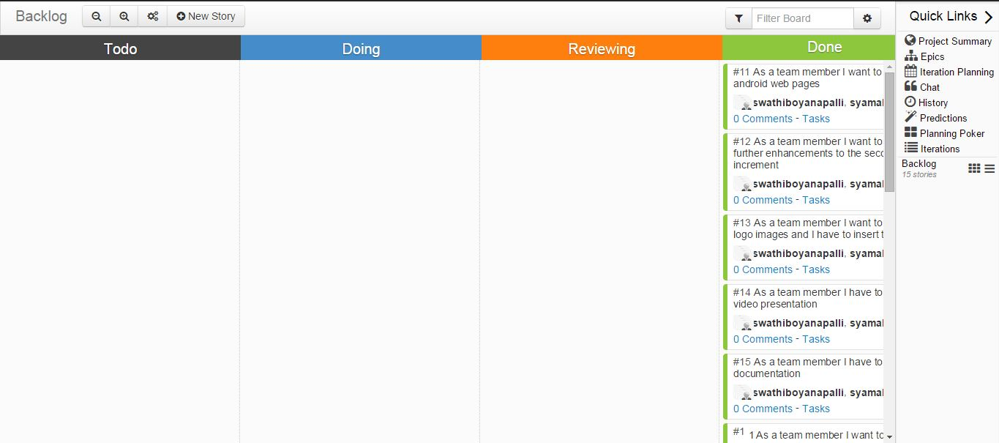 Backlog
New Story
Filter Board
Quick Links
Todo
Doing
Reviewing
Done
#11 As a team member I want to
android web pages
swathiboyanapalli, syamal
0 Comments - Tasks
#12 As a team member I want to
further enhancements to the seco
increment
swathiboyanapalli, syamal
0 Comments - Tasks
#13 As a team member I want to
logo images and I have to insert t
swathiboyanapalli, syamal
0 Comments - Tasks
#14 As a team member I have to
video presentation
swathiboyanapalli, syamal
0 Comments - Tasks
#15 As a team member I have to
documentation
swathiboyanapalli, syamal
0 Comments - Tasks
#1 1 As a team member I want to
Project Summary
Epics
Iteration Planning
Chat
History
Predictions
Planning Poker
Iterations
Backlog
15 stories